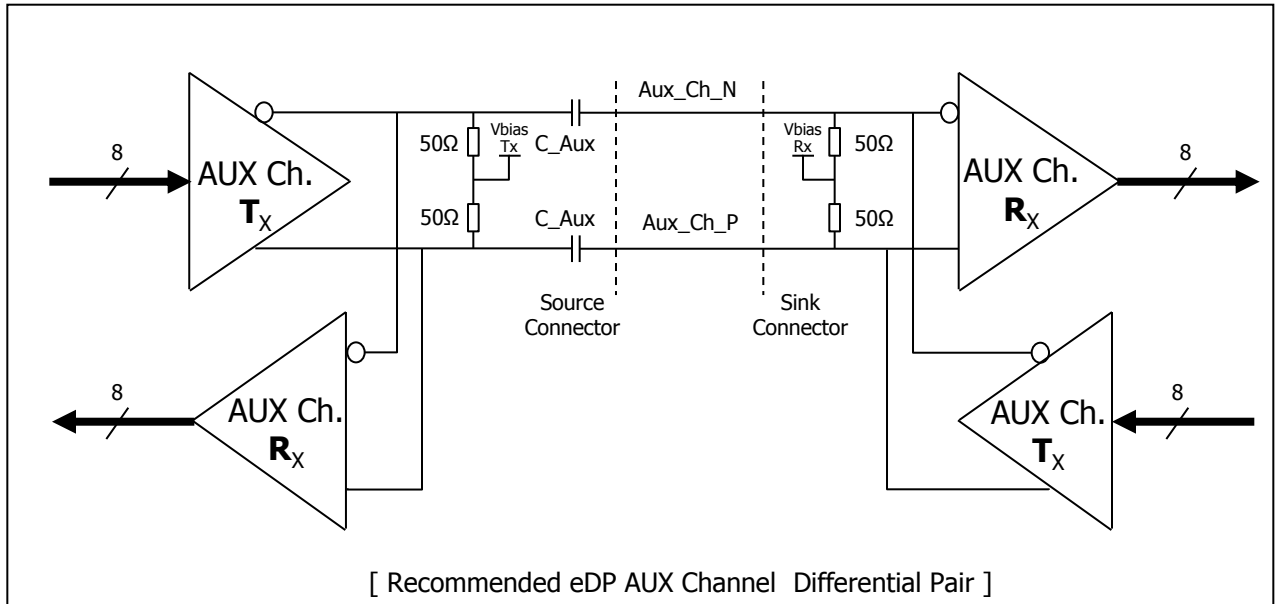 Aux_Ch_N
8
AUX Ch.
TX
50Ω
Vbias
Tx
C_Aux
Vbias
Rx
50Ω
AUX Ch.
RX
8
50Ω
C_Aux
Aux_Ch_P
50Ω
Source
Connector
Sink
Connector
8
AUX Ch.
RX
AUX Ch.
TX
8
[ Recommended eDP AUX Channel Differential Pair ]